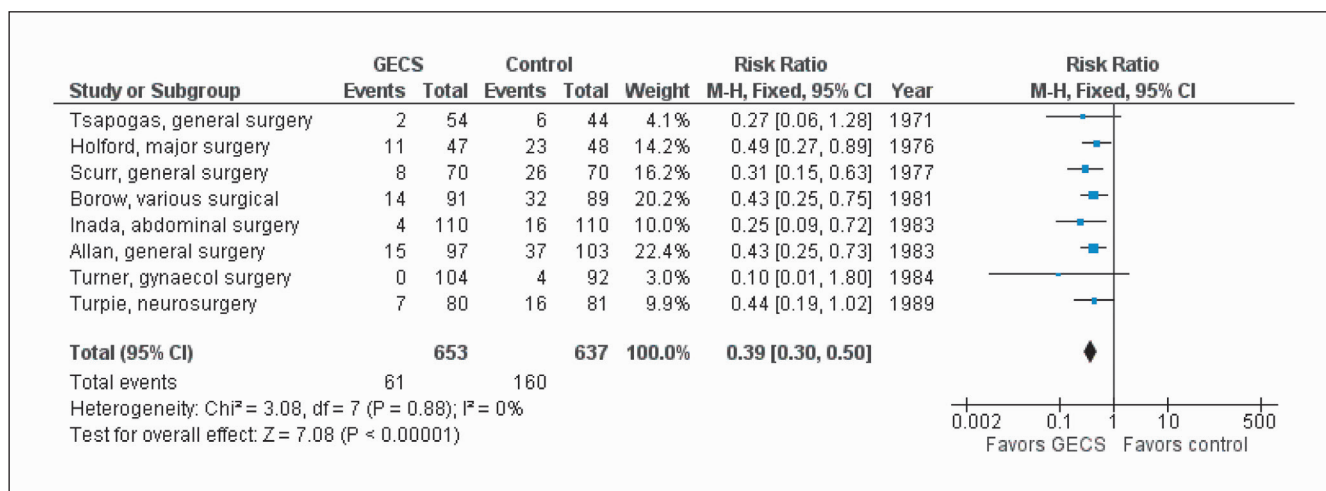 GECS Control Risk Ratio Risk Ratio
Study or Subgroup Events Total Events Total Weight M-H, Fixed, 95% CI Year M-H, Fixed, 95% CI
Tsapogas, general surgery 2 54 6 44 4.1% 0.27 [0.06, 1.28] 1971
Holford, major surgery 11 47 23 48 14.2% 0.49 [0.27, 0.89] 1976
Scurr, general surgery 8 70 26 70 16.2% 0.31 [0.15, 0.63] 1977
Borow, various surgical 14 91 32 89 20.2% 0.43 [0.25, 0.75] 1981
Inada, abdominal surgery 4 110 16 110 10.0% 0.25 [0.09, 0.72] 1983
Allan, general surgery 15 97 37 103 22.4% 0.43 [0.25, 0.73] 1983
Turner, gynaecol surgery 0 104 4 92 3.0% 0.10 [0.01, 1.80] 1984
Turpie, neurosurgery 7 80 16 81 9.9% 0.44 [0.19, 1.02] 1989
Total (95% CI) 653 637 100.0% 0.39 [0.30, 0.50]
Total events 61 160
Heterogeneity: Chi² = 3.08, df = 7 (P = 0.88); I² = 0%
Test for overall effect: Z = 7.08 (P < 0.00001)
0.002 0.1 1 10 500
Favors GECS Favors control